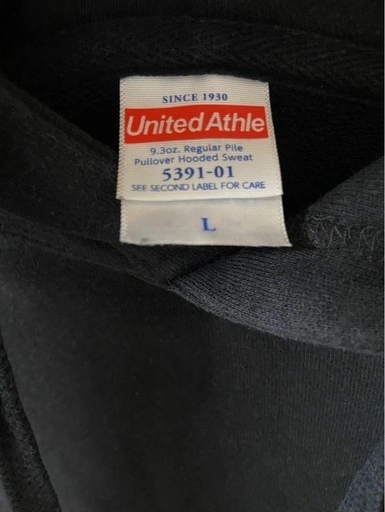 SINCE 1930
United Athle
9.3oz. Regular Pile
Pullover Hooded Sweat
5391-01
SEE SECOND LABEL FOR CARE
L